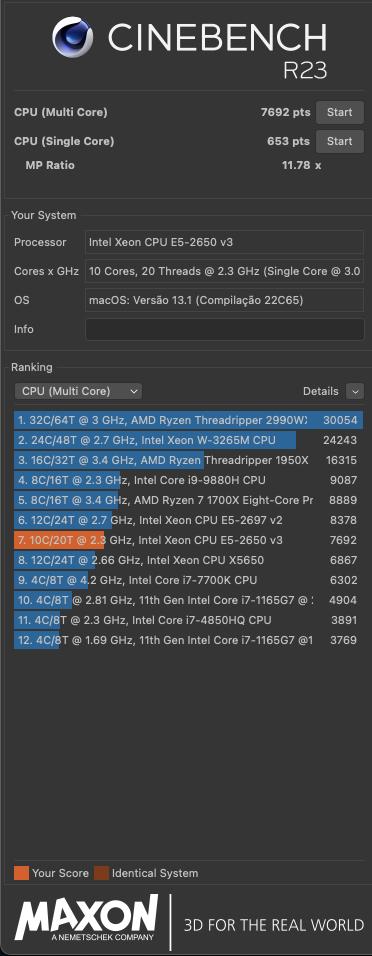 CINEBENCH
R23
CPU (Multi Core) 7692 pts Start
CPU (Single Core) 653 pts Start
MP Ratio 11.78 x
Your System
Processor Intel Xeon CPU E5-2650 v3
Cores x GHz 10 Cores, 20 Threads @ 2.3 GHz (Single Core @ 3.0
OS macOS: Versão 13.1 (Compilação 22C65)
Info
Ranking
CPU (Multi Core) Details
1. 32C/64T @ 3 GHz, AMD Ryzen Threadripper 2990W 30054
2. 24C/48T @ 2.7 GHz, Intel Xeon W-3265M CPU 24243
3. 16C/32T @ 3.4 GHz, AMD Ryzen Threadripper 1950X 16315
4. 8C/16T @ 2.3 GHz, Intel Core i9-9880H CPU 9087
5. 8C/16T @ 3.4 GHz, AMD Ryzen 7 1700X Eight-Core Pr 8889
6. 12C/24T @ 2.7 GHz, Intel Xeon CPU E5-2697 v2 8378
7. 10C/20T @ 2.3 GHz, Intel Xeon CPU E5-2650 v3 7692
8. 12C/24T @ 2.66 GHz, Intel Xeon CPU X5650 6867
9. 4C/8T @ 4.2 GHz, Intel Core i7-7700K CPU 6302
10. 4C/8T @ 2.81 GHz, 11th Gen Intel Core i7-1165G7 @ 4904
11. 4C/8T @ 2.3 GHz, Intel Core i7-4850HQ CPU 3891
12. 4C/8T @ 1.69 GHz, 11th Gen Intel Core i7-1165G7 @1 3769
Your Score Identical System
MAXON
A NEMETSCHEK COMPANY
3D FOR THE REAL WORLD